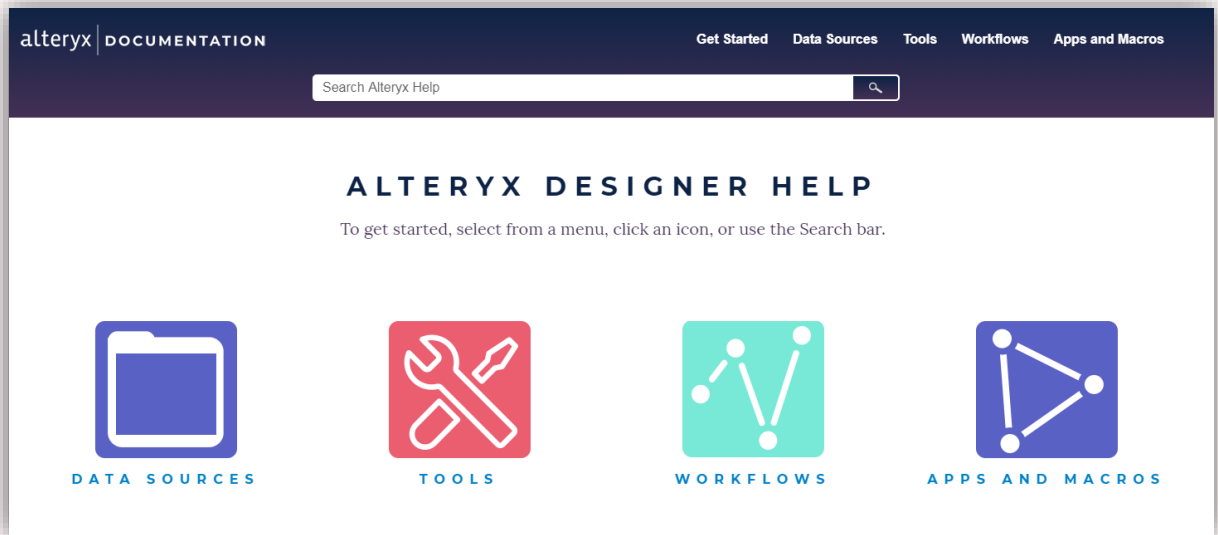 alteryx DOCUMENTATION
Get Started Data Sources Tools Workflows Apps and Macros
Search Alteryx Help
ALTERYX DESIGNER HELP
To get started, select from a menu, click an icon, or use the Search bar.
DATA SOURCES TOOLS WORKFLOWS APPS AND MACROS